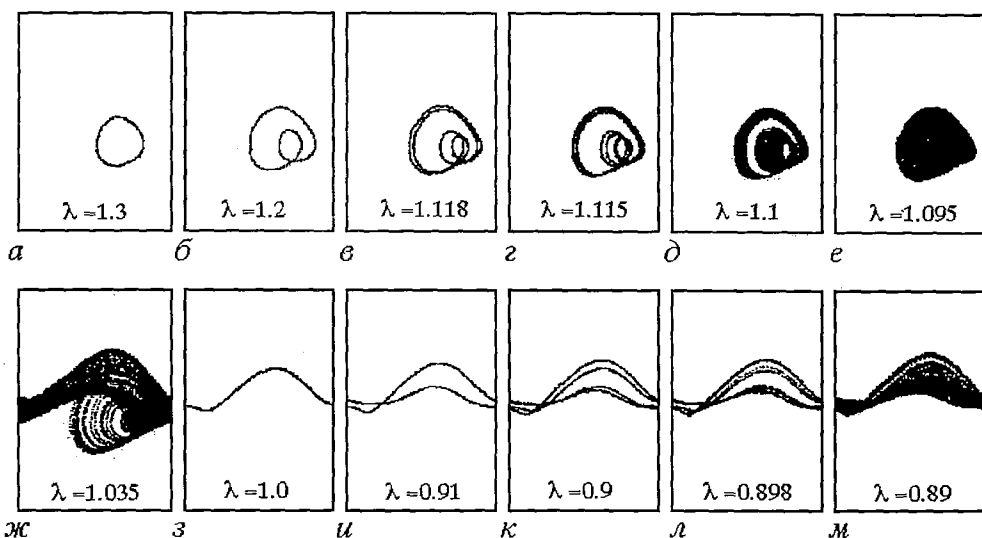 λ =1.3
λ =1.2
λ =1.118
λ =1.115
λ =1.1
λ =1.095
а
б
в
г
д
е
λ =1.035
λ =1.0
λ =0.91
λ =0.9
λ =0.898
λ =0.89
ж
з
и
к
л
м